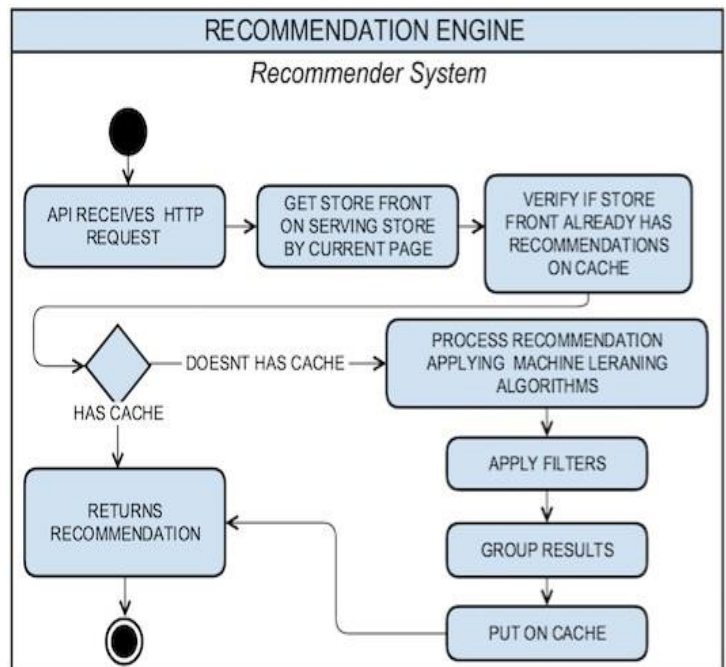 RECOMMENDATION ENGINE
Recommender System
API RECEIVES HTTP
REQUEST
GET STORE FRONT
ON SERVING STORE
BY CURRENT PAGE
VERIFY IF STORE
FRONT ALREADY HAS
RECOMMENDATIONS
ON CACHE
DOESNT HAS CACHE
PROCESS RECOMMENDATION
APPLYING MACHINE LERANING
ALGORITHMS
HAS CACHE
APPLY FILTERS
RETURNS
RECOMMENDATION
GROUP RESULTS
PUT ON CACHE